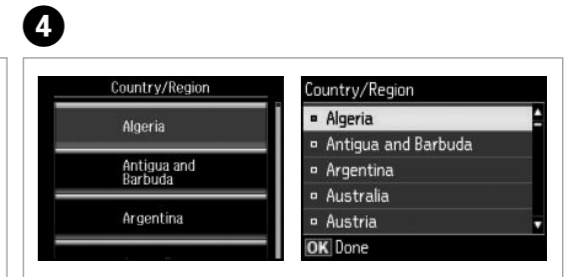 4
Country/Region
Algeria
Antigua and
Barbuda
Argentina
Country/Region
Algeria
Antigua and Barbuda
Argentina
Australia
Austria
OK Done